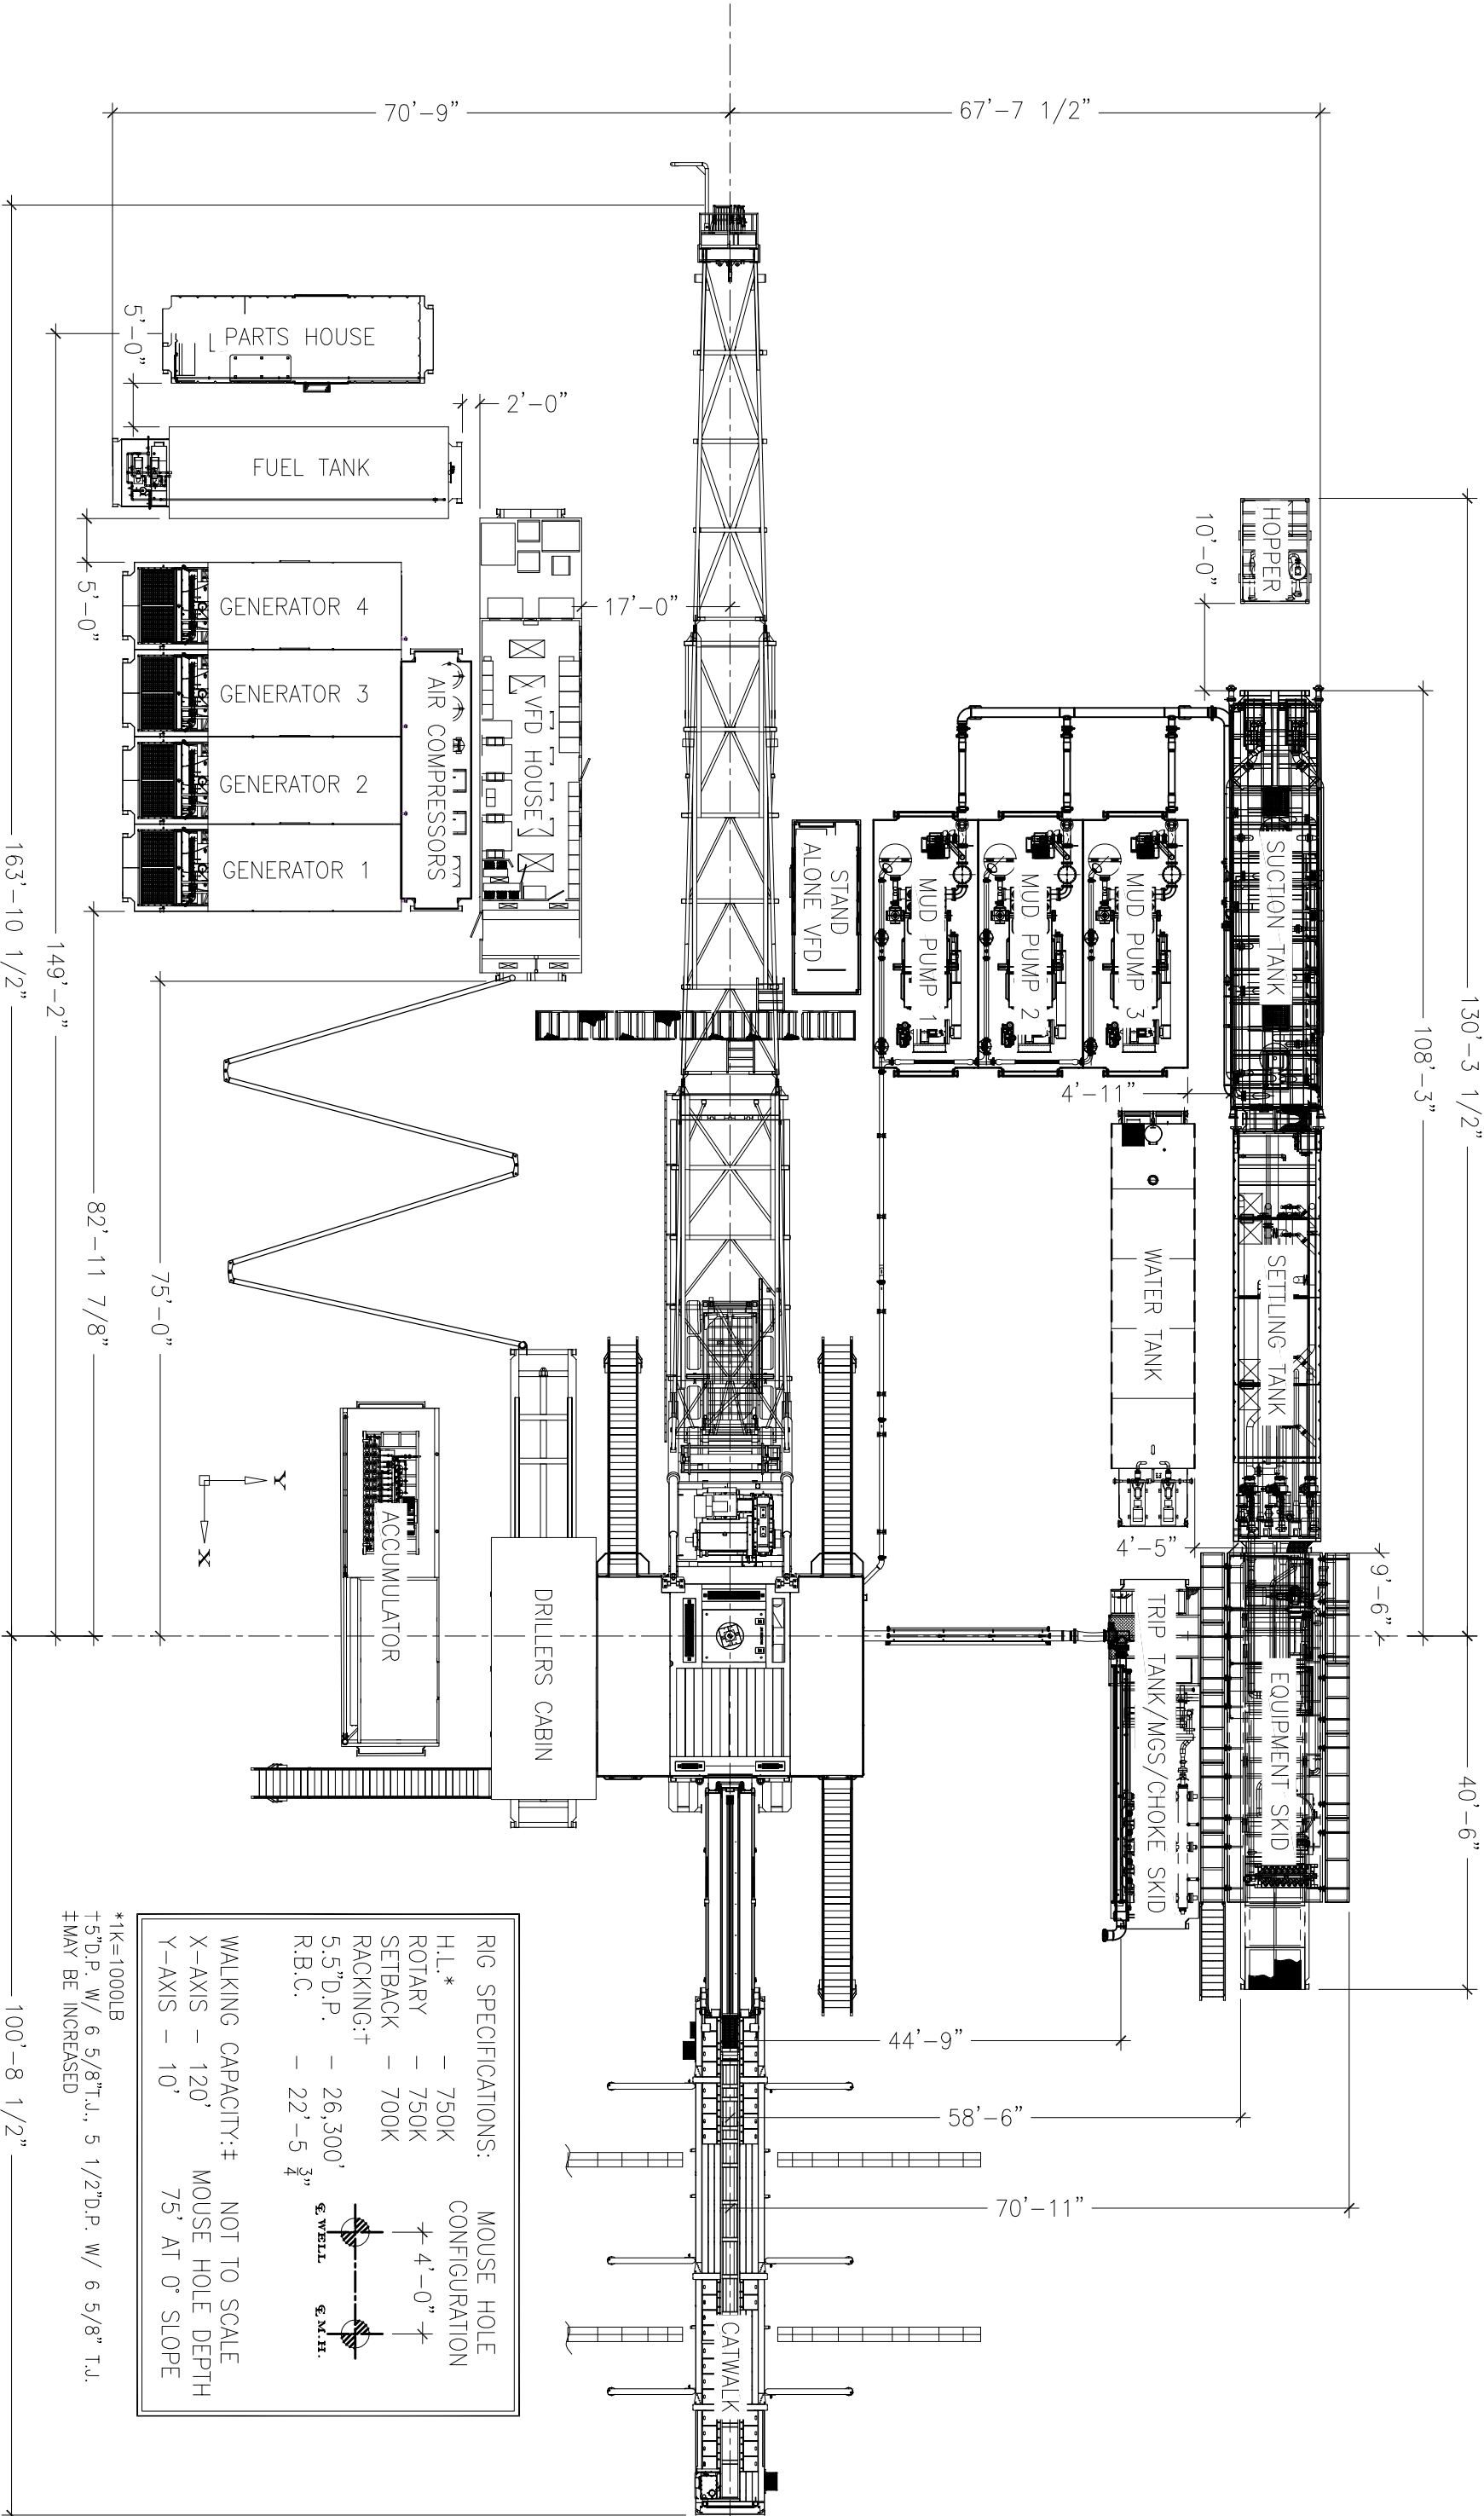 70'-9"
67'-7 1/2"
PARTS HOUSE
5'-0"
2'-0"
FUEL TANK
5'-0"
HOPPER
10'-0"
130'-3 1/2"
108'-3"
GENERATOR 4
GENERATOR 3
GENERATOR 2
GENERATOR 1
AIR COMPRESSORS
VFD HOUSE
17'-0"
STAND
ALONE VFD
MUD PUMP 1
MUD PUMP 2
MUD PUMP 3
SUCTION TANK
4'-11"
163'-10 1/2"
149'-2"
82'-11 7/8"
75'-0"
WATER TANK
SETTLING TANK
4'-5"
9'-6"
Y
X
ACCUMULATOR
DRILLERS CABIN
TRIP TANK/MGS/CHOKE SKID
EQUIPMENT SKID
40'-6"
44'-9"
58'-6"
70'-11"
CATWALK
100'-8 1/2"
RIG SPECIFICATIONS:
H.L.* - 750K
ROTARY - 750K
SETBACK - 700K
RACKING:†
5.5"D.P. - 26,300'
R.B.C. - 22'-5 3/4"
MOUSE HOLE
CONFIGURATION
4'-0"
℄ WELL
℄ M.H.
WALKING CAPACITY:‡
X-AXIS - 120'
Y-AXIS - 10'
NOT TO SCALE
MOUSE HOLE DEPTH
75' AT 0° SLOPE
*1K=1000LB
†5"D.P. W/ 6 5/8"T.J., 5 1/2"D.P. W/ 6 5/8" T.J.
‡MAY BE INCREASED